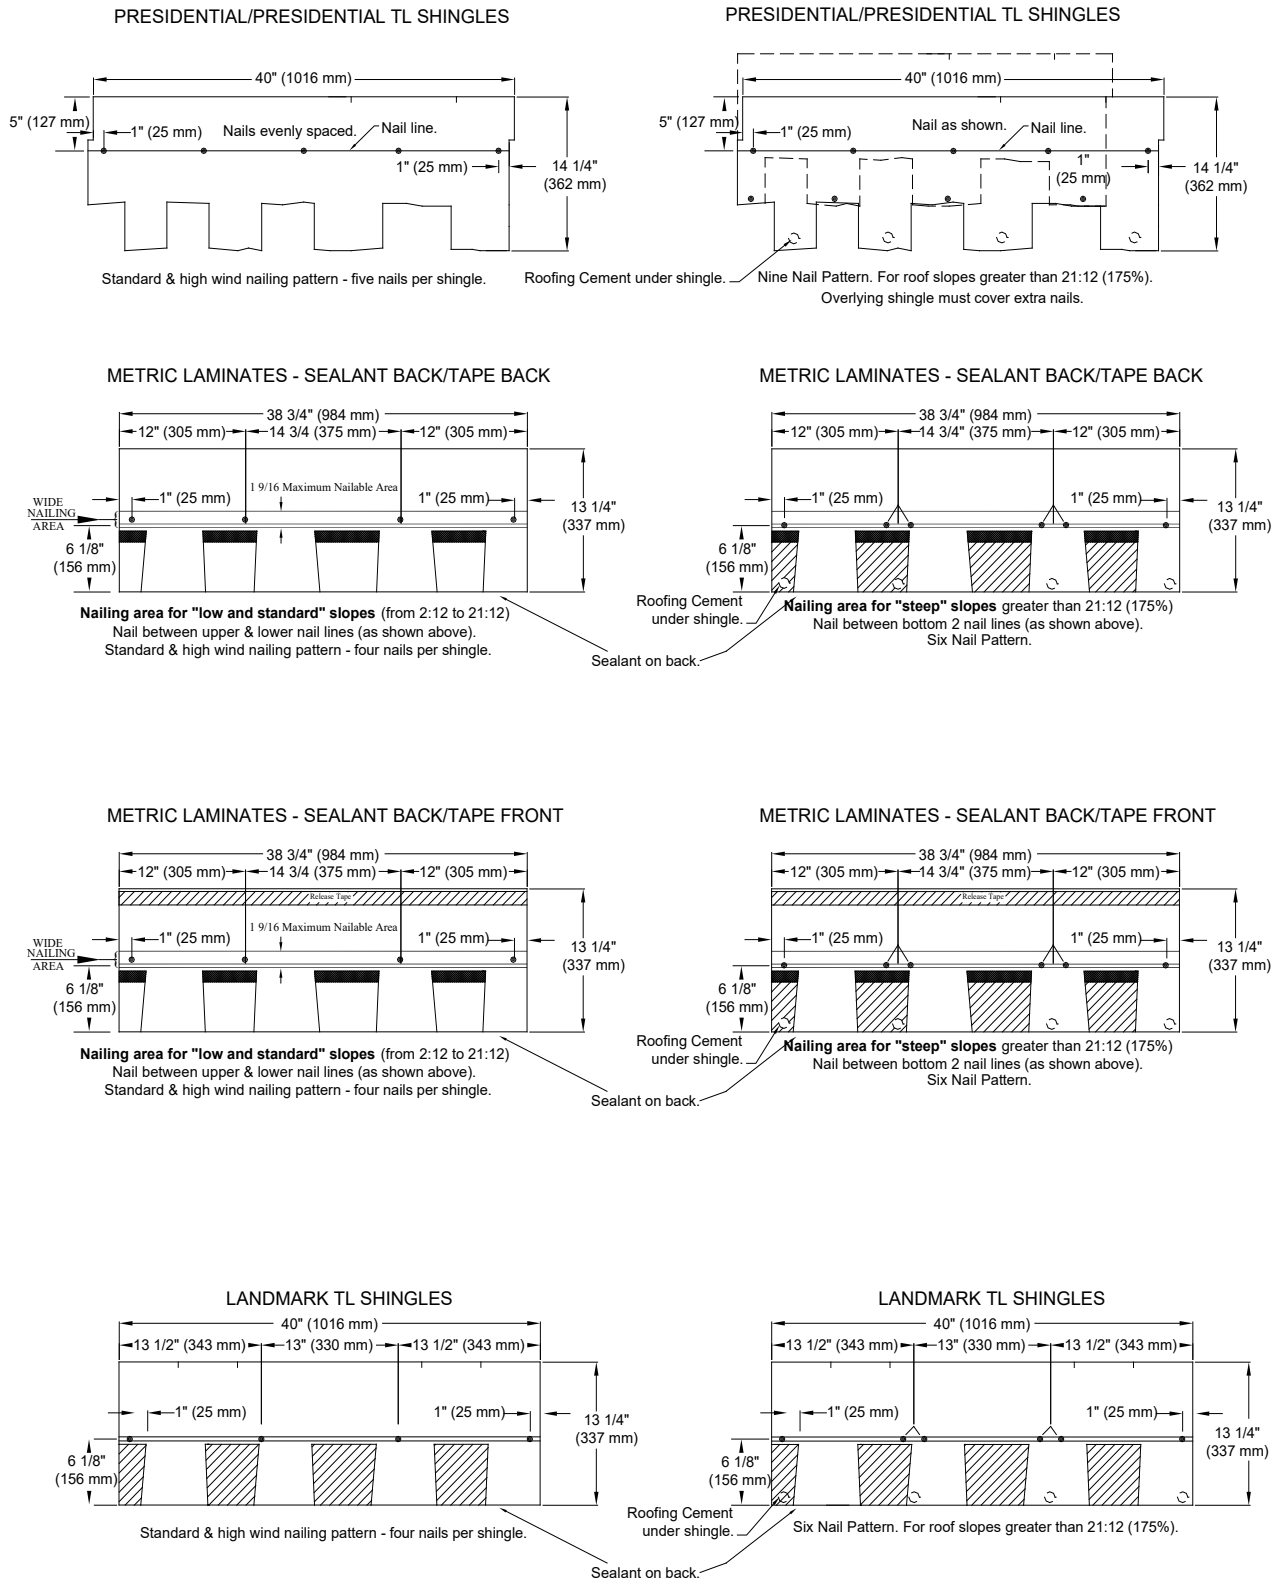 PRESIDENTIAL/PRESIDENTIAL TL SHINGLES
40" (1016 mm)
5" (127 mm)
1" (25 mm)
Nails evenly spaced.
Nail line.
1" (25 mm)
14 1/4"
(362 mm)
Standard & high wind nailing pattern - five nails per shingle.
PRESIDENTIAL/PRESIDENTIAL TL SHINGLES
40" (1016 mm)
5" (127 mm)
1" (25 mm)
Nail as shown.
Nail line.
1"
(25 mm)
14 1/4"
(362 mm)
Roofing Cement under shingle.
Nine Nail Pattern. For roof slopes greater than 21:12 (175%).
Overlying shingle must cover extra nails.
METRIC LAMINATES - SEALANT BACK/TAPE BACK
38 3/4" (984 mm)
12" (305 mm)
14 3/4 (375 mm)
12" (305 mm)
1 9/16 Maximum Nailable Area
1" (25 mm)
1" (25 mm)
WIDE
NAILING
AREA
13 1/4"
(337 mm)
6 1/8"
(156 mm)
Nailing area for "low and standard" slopes (from 2:12 to 21:12)
Nail between upper & lower nail lines (as shown above).
Standard & high wind nailing pattern - four nails per shingle.
METRIC LAMINATES - SEALANT BACK/TAPE BACK
38 3/4" (984 mm)
12" (305 mm)
14 3/4" (375 mm)
12" (305 mm)
1" (25 mm)
1" (25 mm)
13 1/4"
(337 mm)
6 1/8"
(156 mm)
Roofing Cement
under shingle.
Nailing area for "steep" slopes greater than 21:12 (175%)
Nail between bottom 2 nail lines (as shown above).
Six Nail Pattern.
Sealant on back.
METRIC LAMINATES - SEALANT BACK/TAPE FRONT
38 3/4" (984 mm)
12" (305 mm)
14 3/4 (375 mm)
12" (305 mm)
Release Tape
1 9/16 Maximum Nailable Area
1" (25 mm)
1" (25 mm)
WIDE
NAILING
AREA
13 1/4"
(337 mm)
6 1/8"
(156 mm)
Nailing area for "low and standard" slopes (from 2:12 to 21:12)
Nail between upper & lower nail lines (as shown above).
Standard & high wind nailing pattern - four nails per shingle.
METRIC LAMINATES - SEALANT BACK/TAPE FRONT
38 3/4" (984 mm)
12" (305 mm)
14 3/4" (375 mm)
12" (305 mm)
Release Tape
1" (25 mm)
1" (25 mm)
13 1/4"
(337 mm)
6 1/8"
(156 mm)
Roofing Cement
under shingle.
Nailing area for "steep" slopes greater than 21:12 (175%)
Nail between bottom 2 nail lines (as shown above).
Six Nail Pattern.
Sealant on back.
LANDMARK TL SHINGLES
40" (1016 mm)
13 1/2" (343 mm)
13" (330 mm)
13 1/2" (343 mm)
1" (25 mm)
1" (25 mm)
13 1/4"
(337 mm)
6 1/8"
(156 mm)
Standard & high wind nailing pattern - four nails per shingle.
LANDMARK TL SHINGLES
40" (1016 mm)
13 1/2" (343 mm)
13" (330 mm)
13 1/2" (343 mm)
1" (25 mm)
1" (25 mm)
13 1/4"
(337 mm)
6 1/8"
(156 mm)
Roofing Cement
under shingle.
Six Nail Pattern. For roof slopes greater than 21:12 (175%).
Sealant on back.